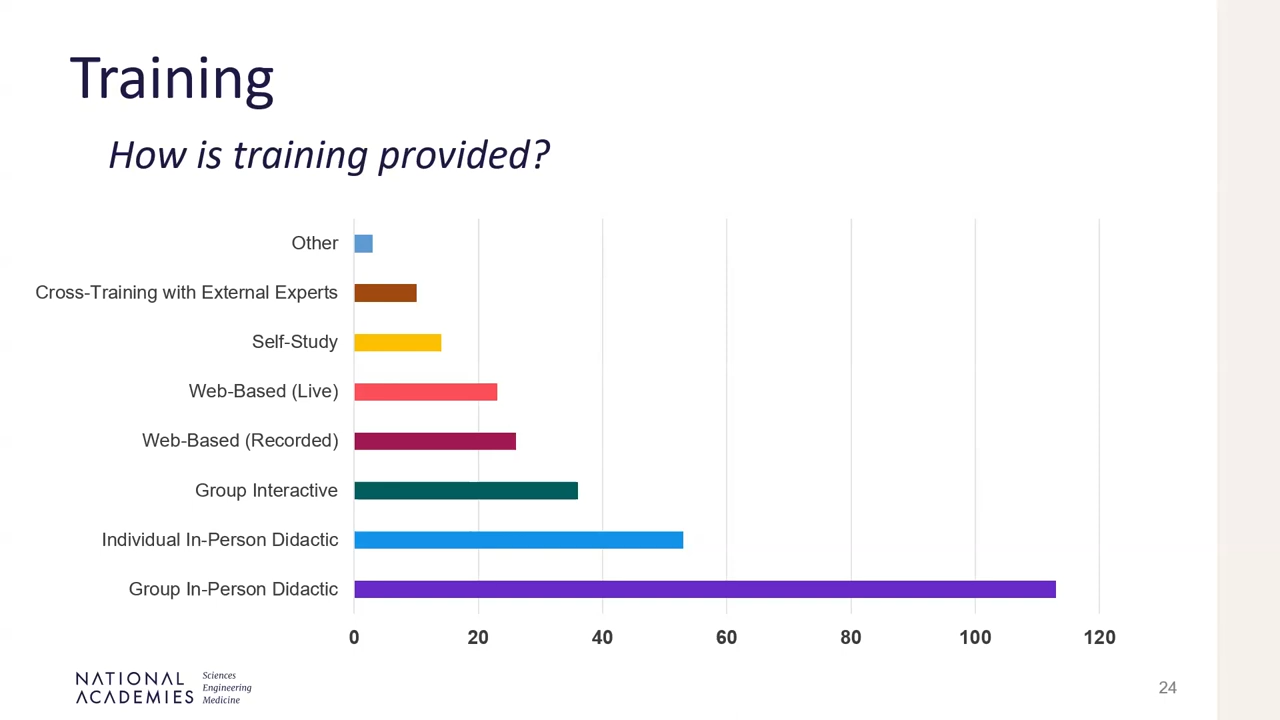 Training
How is training provided?
Other
Cross-Training with External Experts
Self-Study
Web-Based (Live)
Web-Based (Recorded)
Group Interactive
Individual In-Person Didactic
Group In-Person Didactic
0 20 40 60 80 100 120
NATIONAL ACADEMIES
Sciences
Engineering
Medicine
24